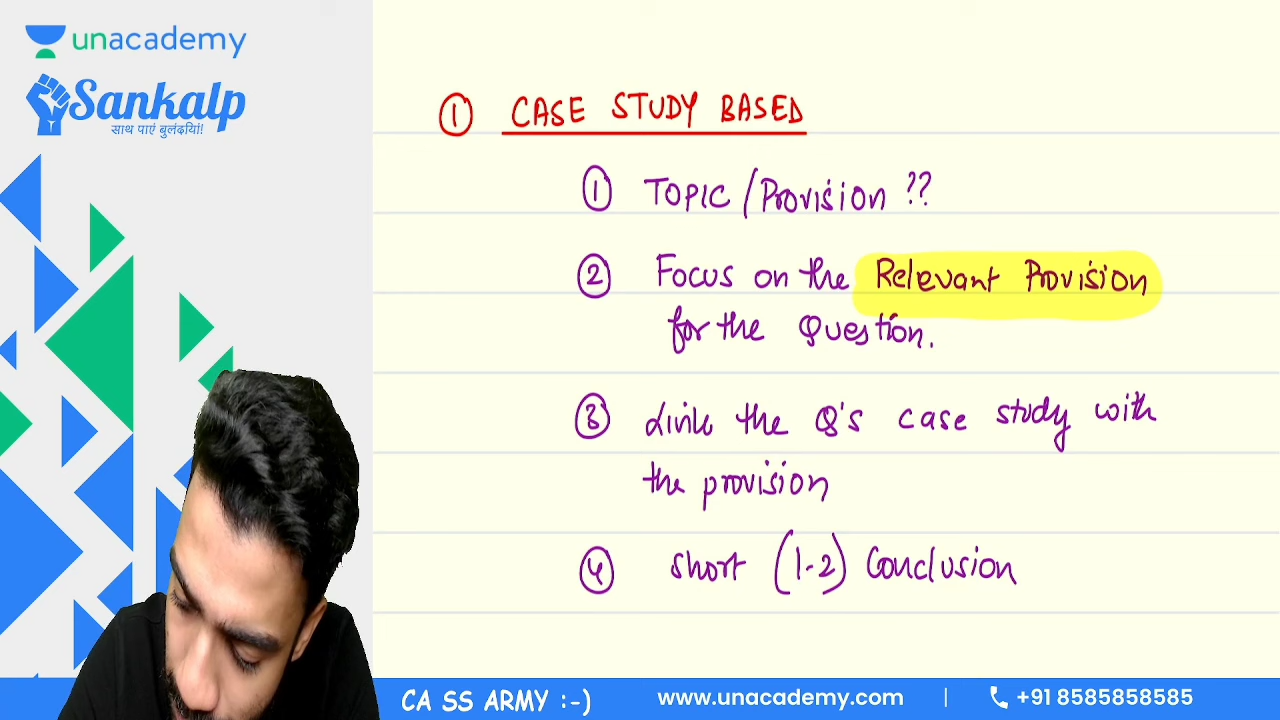 unacademy
Sankalp
साथ पाएं बुलंदियां!
① CASE STUDY BASED
① TOPIC / Provision ??
② Focus on the Relevant Provision
for the Question.
③ Link the Q's case study with
the provision
④ Short (1-2) Conclusion
CA SS ARMY :-) www.unacademy.com | +91 8585858585